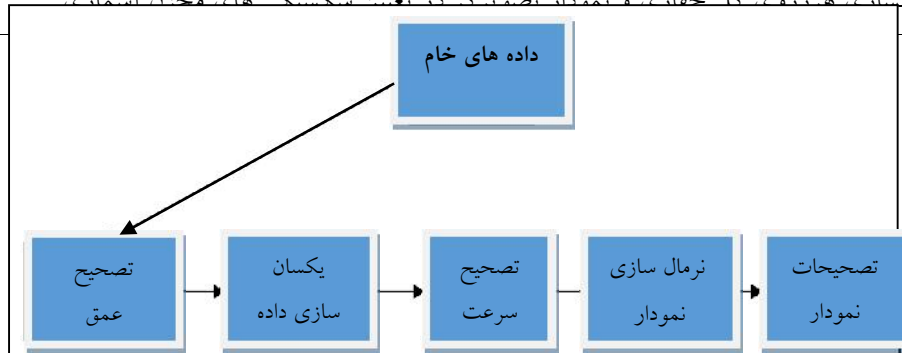 داده های خام
تصحیح
عمق
یکسان
سازی داده
تصحیح
سرعت
نرمال سازی
نمودار
تصحیحات
نمودار